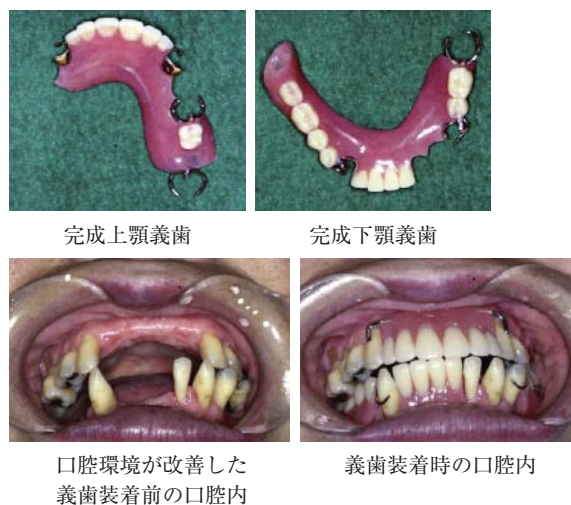 完成上顎義歯
完成下顎義歯
口腔環境が改善した
義歯装着前の口腔内
義歯装着時の口腔内